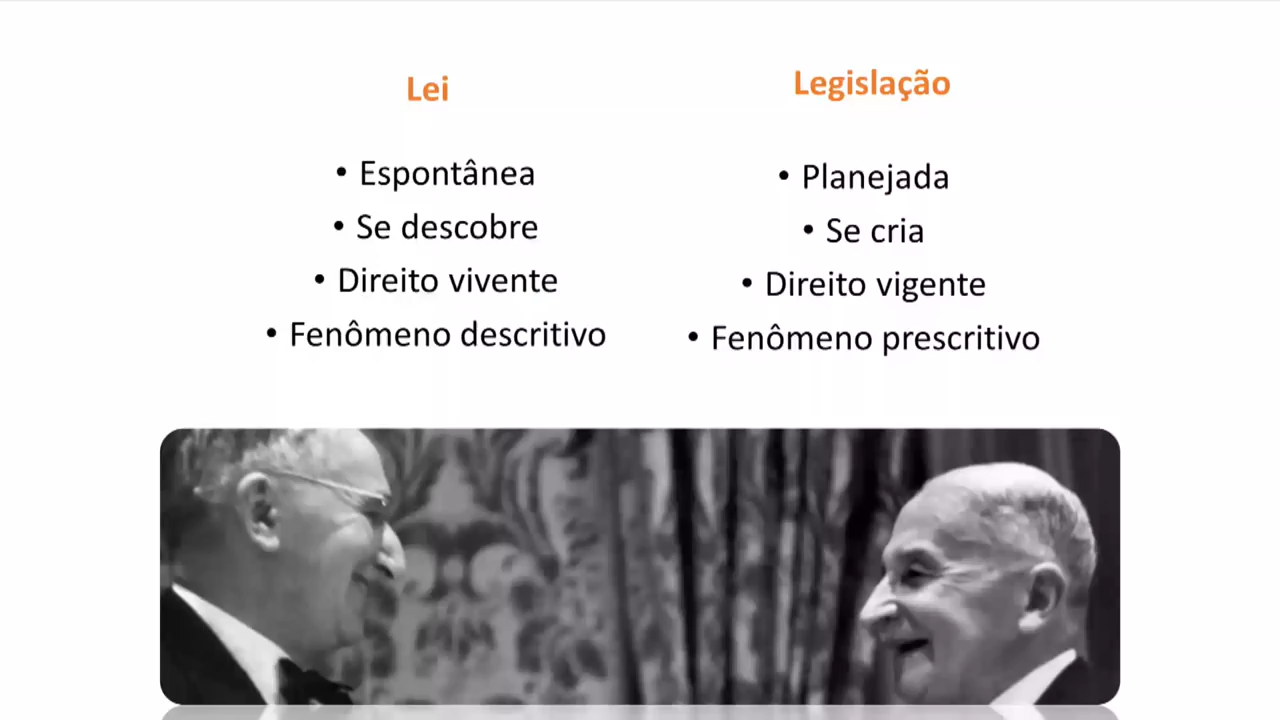 Lei
• Espontânea
• Se descobre
• Direito vivente
• Fenômeno descritivo
Legislação
• Planejada
• Se cria
• Direito vigente
• Fenômeno prescritivo